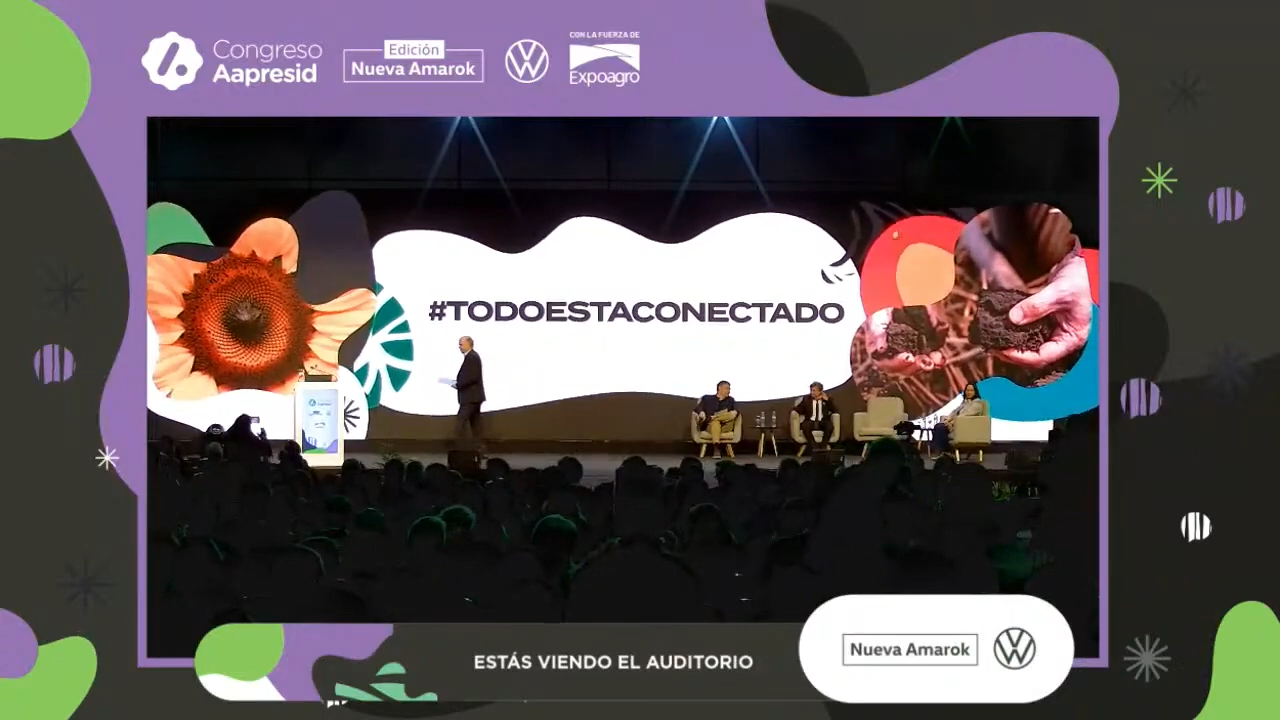 Congreso
Aapresid
Edición
Nueva Amarok
CON LA FUERZA DE
Expoagro
#TODOESTACONECTADO
ESTÁS VIENDO EL AUDITORIO
Nueva Amarok